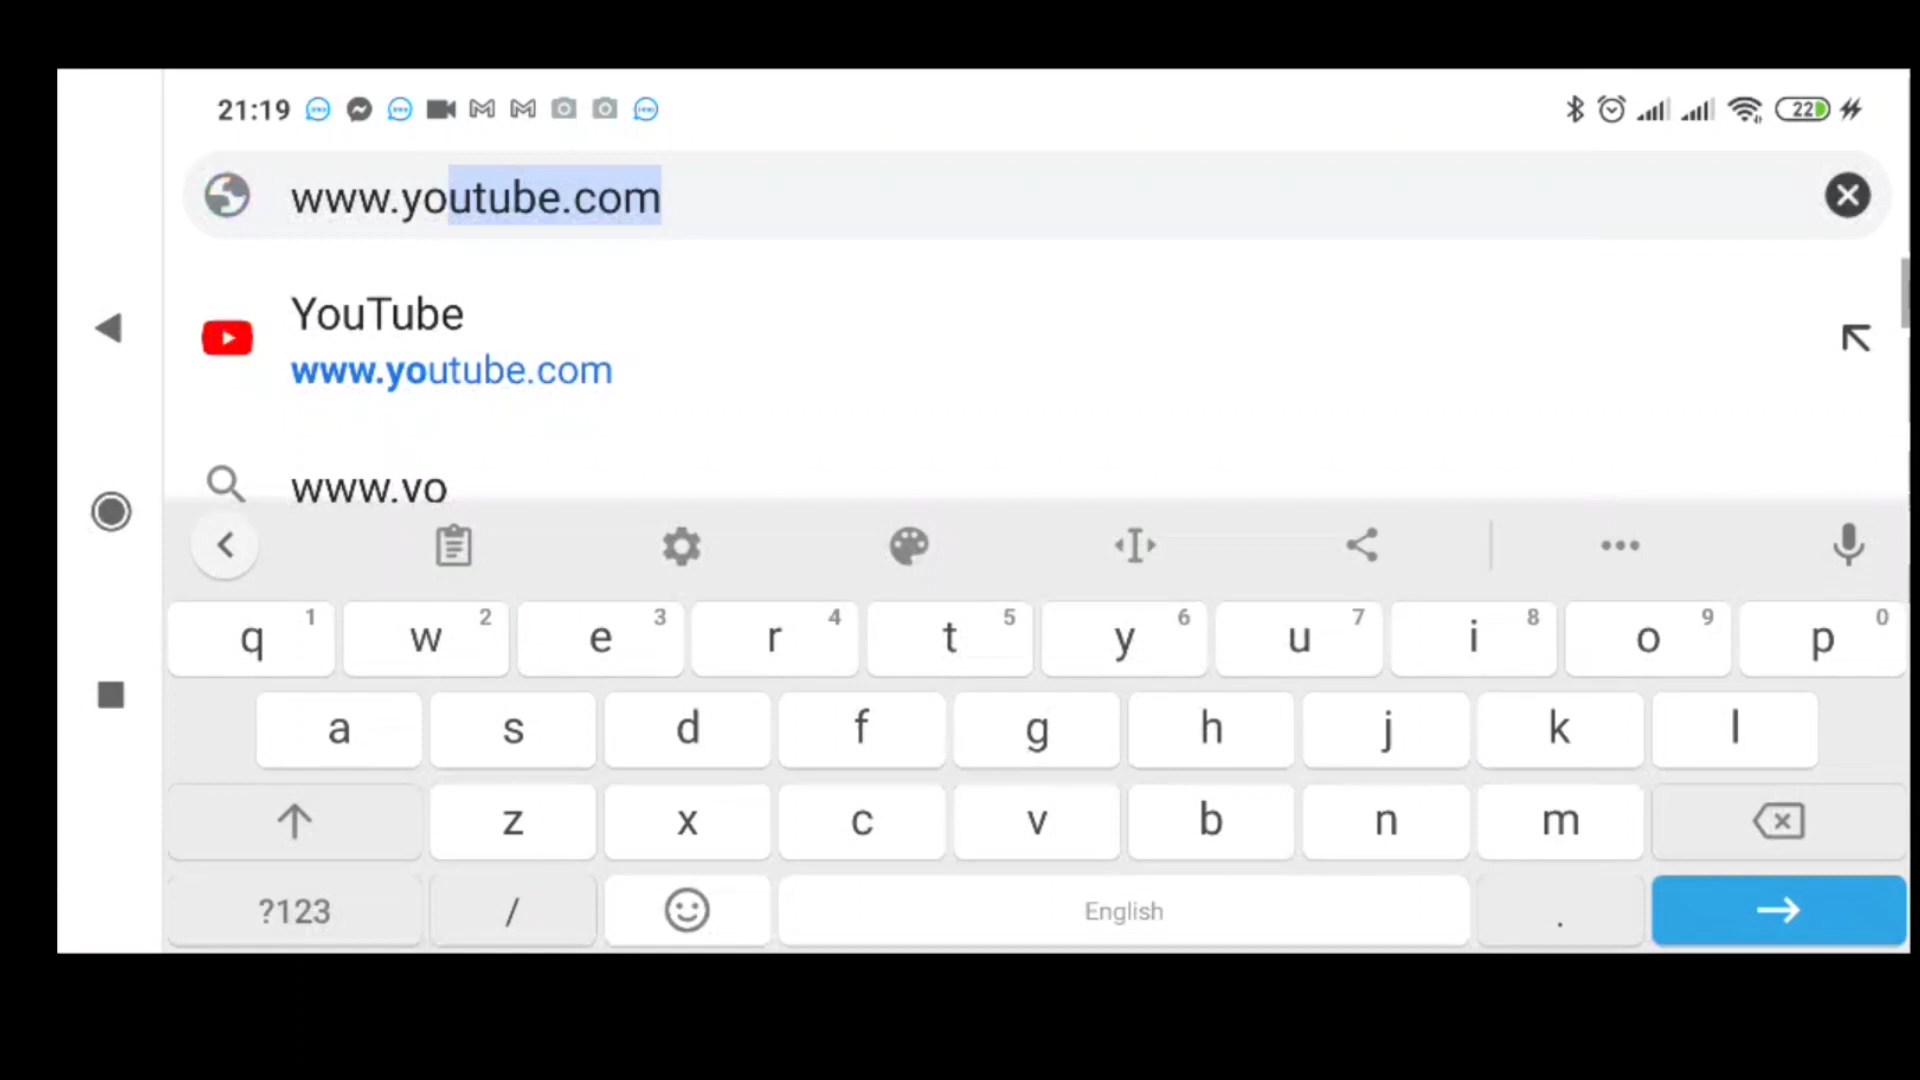 21:19
22
www.youtube.com
YouTube
www.youtube.com
www.yo
q 1 w 2 e 3 r 4 t 5 y 6 u 7 i 8 o 9 p 0
a s d f g h j k l
z x c v b n m
?123 / English .